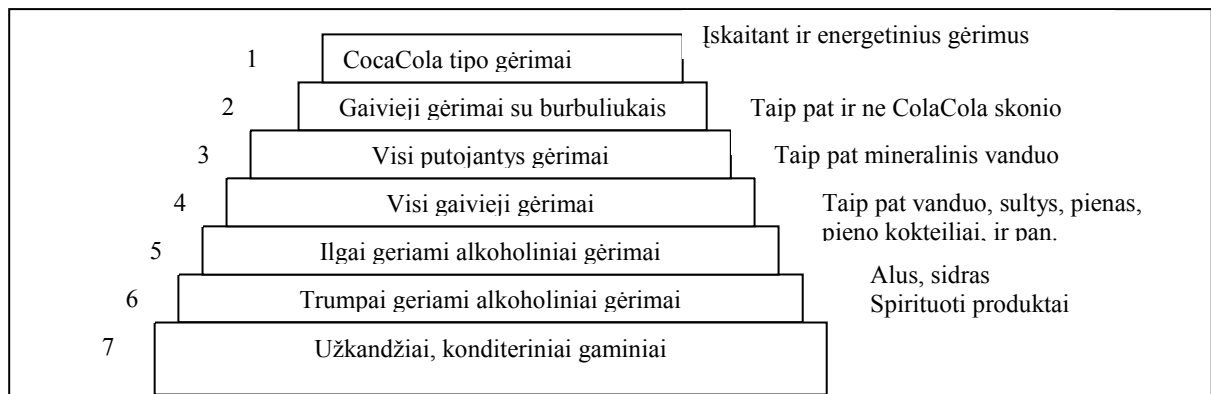 Įskaitant ir energetinius gėrimus
1 CocaCola tipo gėrimai
2 Gaivieji gėrimai su burbuliukais Taip pat ir ne ColaCola skonio
3 Visi putojantys gėrimai Taip pat mineralinis vanduo
4 Visi gaivieji gėrimai Taip pat vanduo, sultys, pienas,
pieno kokteiliai, ir pan.
5 Ilgai geriami alkoholiniai gėrimai
Alus, sidras
6 Trumpai geriami alkoholiniai gėrimai Spirituoti produktai
7 Užkandžiai, konditeriniai gaminiai